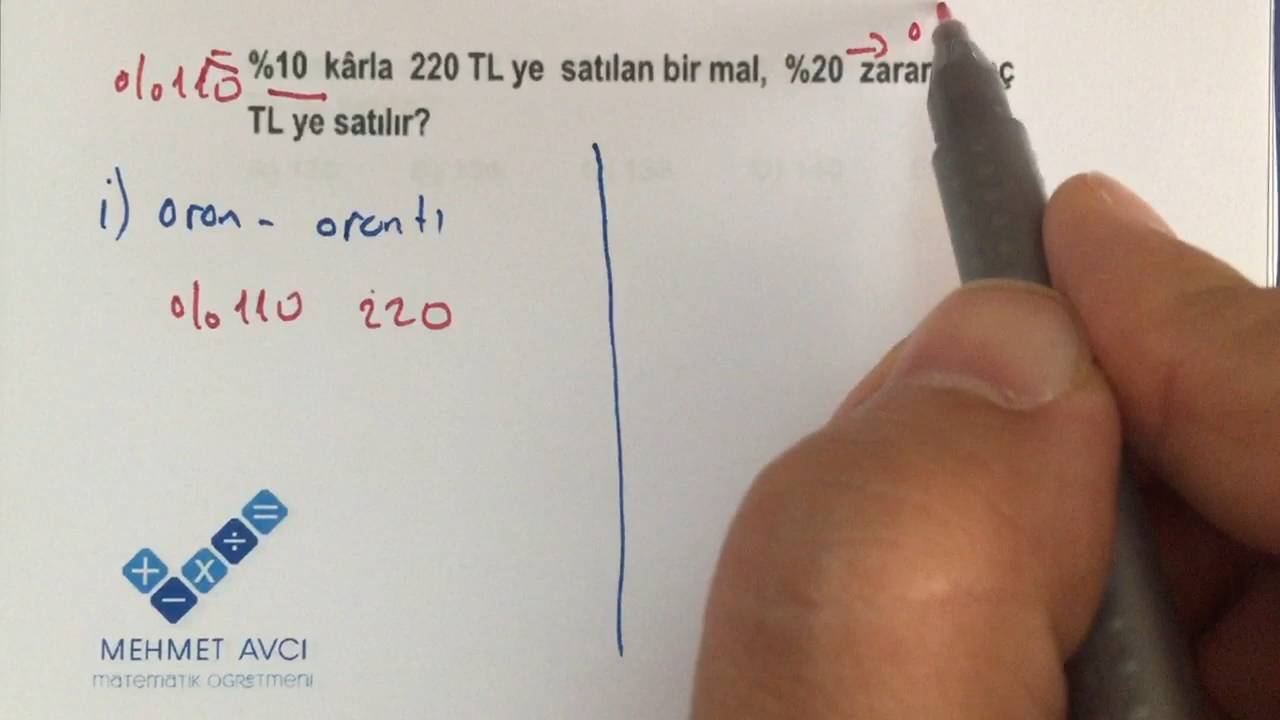 %110 %10 kârla 220 TL ye satılan bir mal, %20 → zarar
TL ye satılır?
i) oran - orantı
%110 220
+ - x ÷ =
MEHMET AVCI
matematik öğretmeni